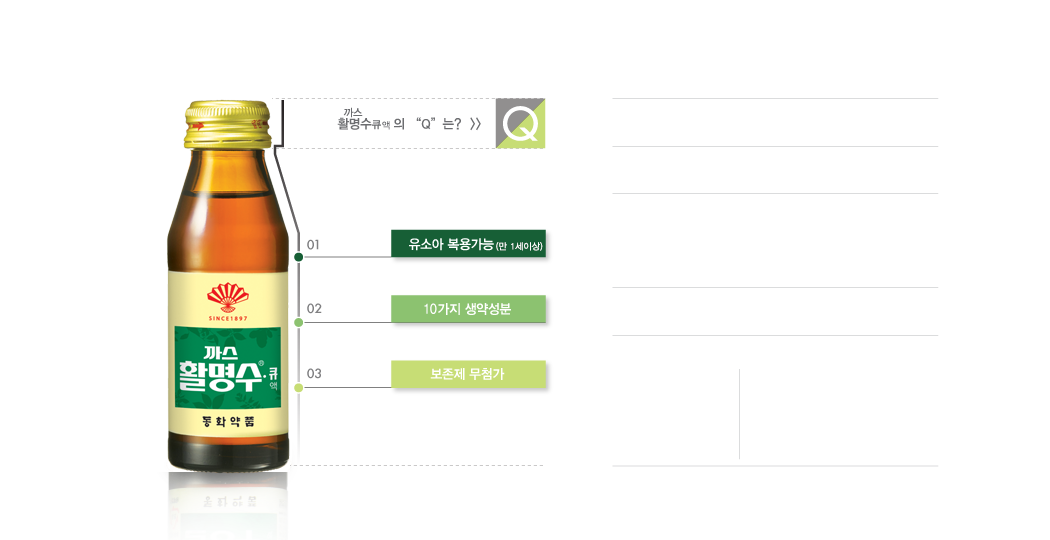 까스
활명수큐액 의 “Q” 는? >>
Q
01
유소아 복용가능 (만 1세이상)
02
10가지 생약성분
03
보존제 무첨가
SINCE1897
까스
활명수®·큐액
동화약품